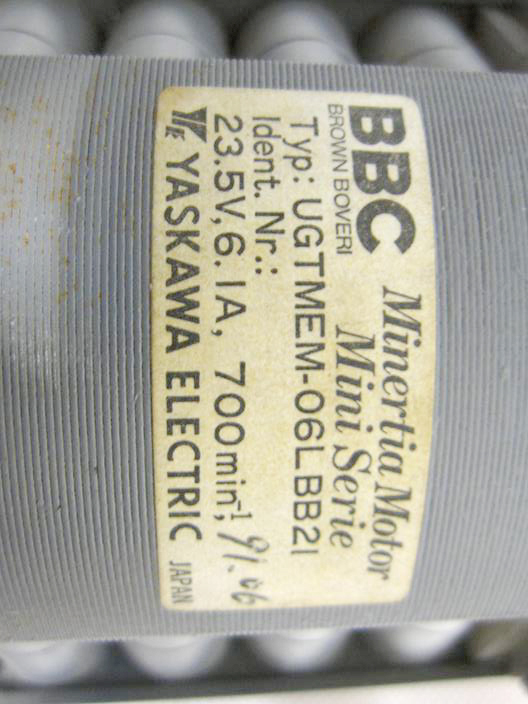 BBC
BROWN BOVERI
Minertia Motor
Mini Serie
Typ: UGTMEM-06LBB21
Ident. Nr.:
23.5V, 6.1A, 700min⁻¹, 91.06
YASKAWA ELECTRIC JAPAN